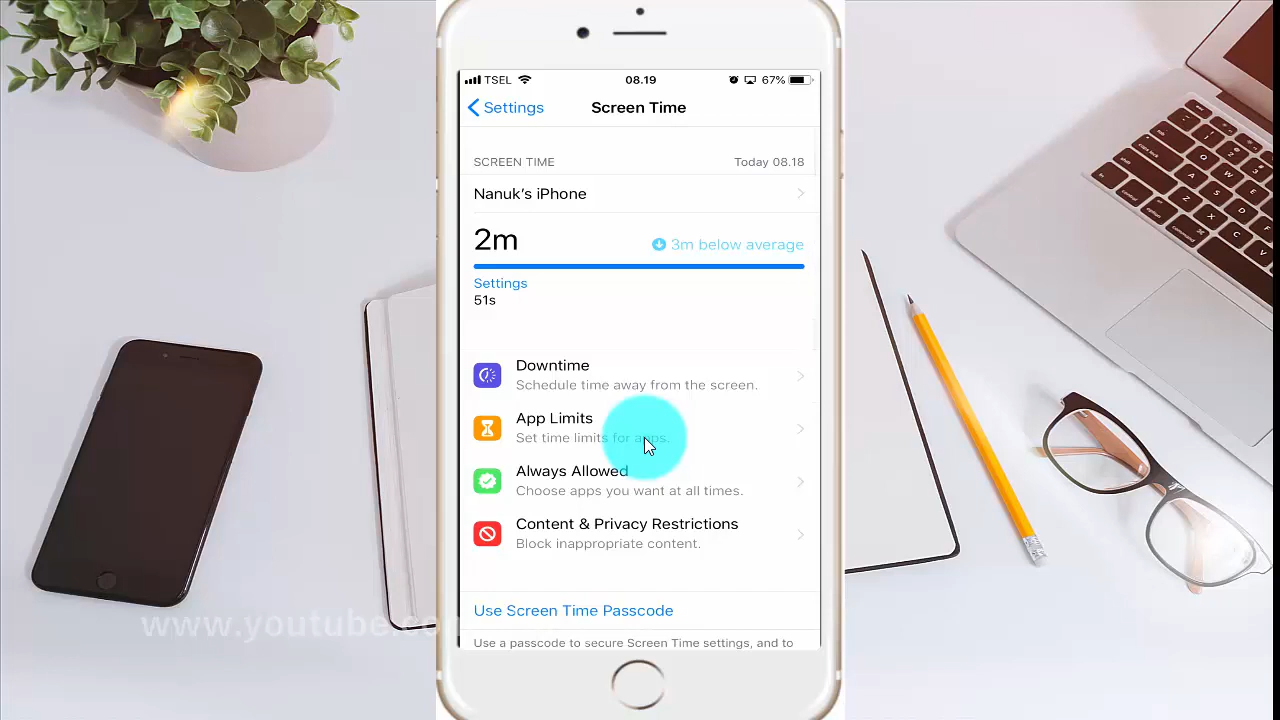 TSEL 08.19 67%
Settings Screen Time
SCREEN TIME Today 08.18
Nanuk's iPhone
2m 3m below average
Settings
51s
Downtime
Schedule time away from the screen.
App Limits
Set time limits for apps.
Always Allowed
Choose apps you want at all times.
Content & Privacy Restrictions
Block inappropriate content.
Use Screen Time Passcode
www.youtube.com
Use a passcode to secure Screen Time settings, and to